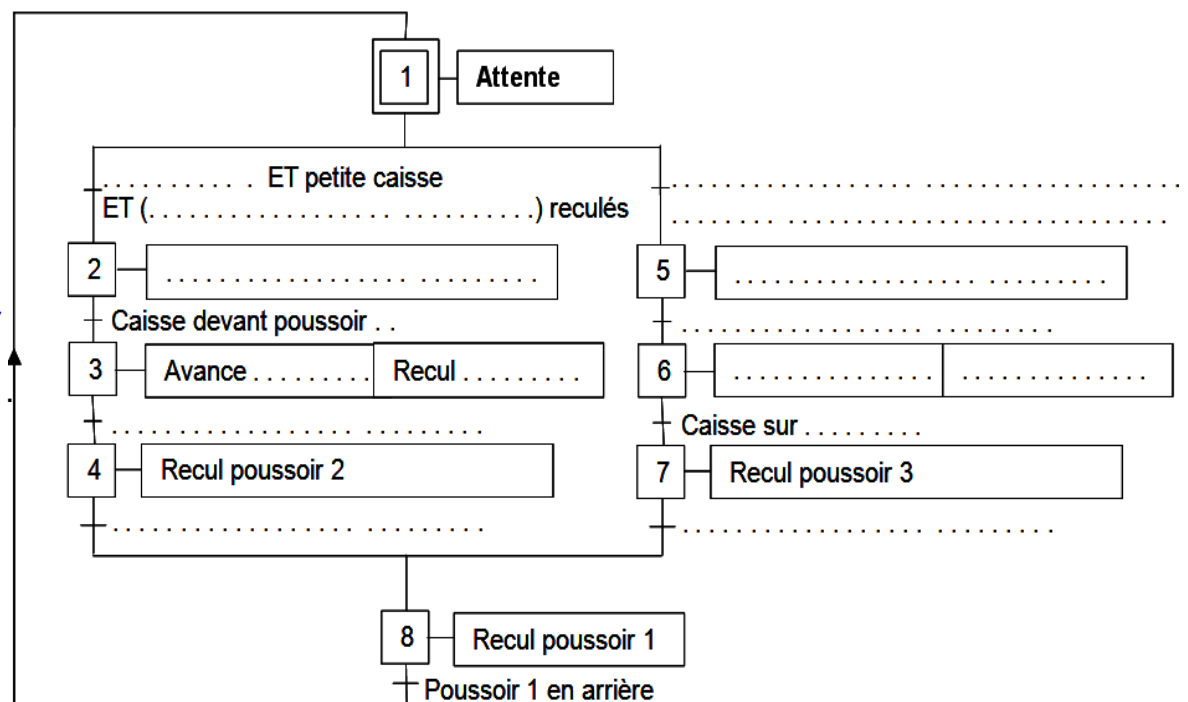 1 Attente
. . . . . . . . . . . ET petite caisse
ET (. . . . . . . . . . . . . . . . . . . . . . . . . . . .) reculés
. . . . . . . . . . . . . . . . . . . . . . . . . . . . . . . . . . . . .
. . . . . . . . . . . . . . . . . . . . . . . . . . . . . . . . . . . .
2 . . . . . . . . . . . . . . . . . . . . . . . . . . .
5 . . . . . . . . . . . . . . . . . . . . . . . . . . .
Caisse devant poussoir . .
. . . . . . . . . . . . . . . . . . . . . . . . . . .
3 Avance . . . . . . . . . Recul . . . . . . . . .
6 . . . . . . . . . . . . . . . . . . . . . . . . . . . . .
. . . . . . . . . . . . . . . . . . . . . . . . . . .
Caisse sur . . . . . . . . .
4 Recul poussoir 2
7 Recul poussoir 3
. . . . . . . . . . . . . . . . . . . . . . . . . . .
. . . . . . . . . . . . . . . . . . . . . . . . . . .
8 Recul poussoir 1
Poussoir 1 en arrière